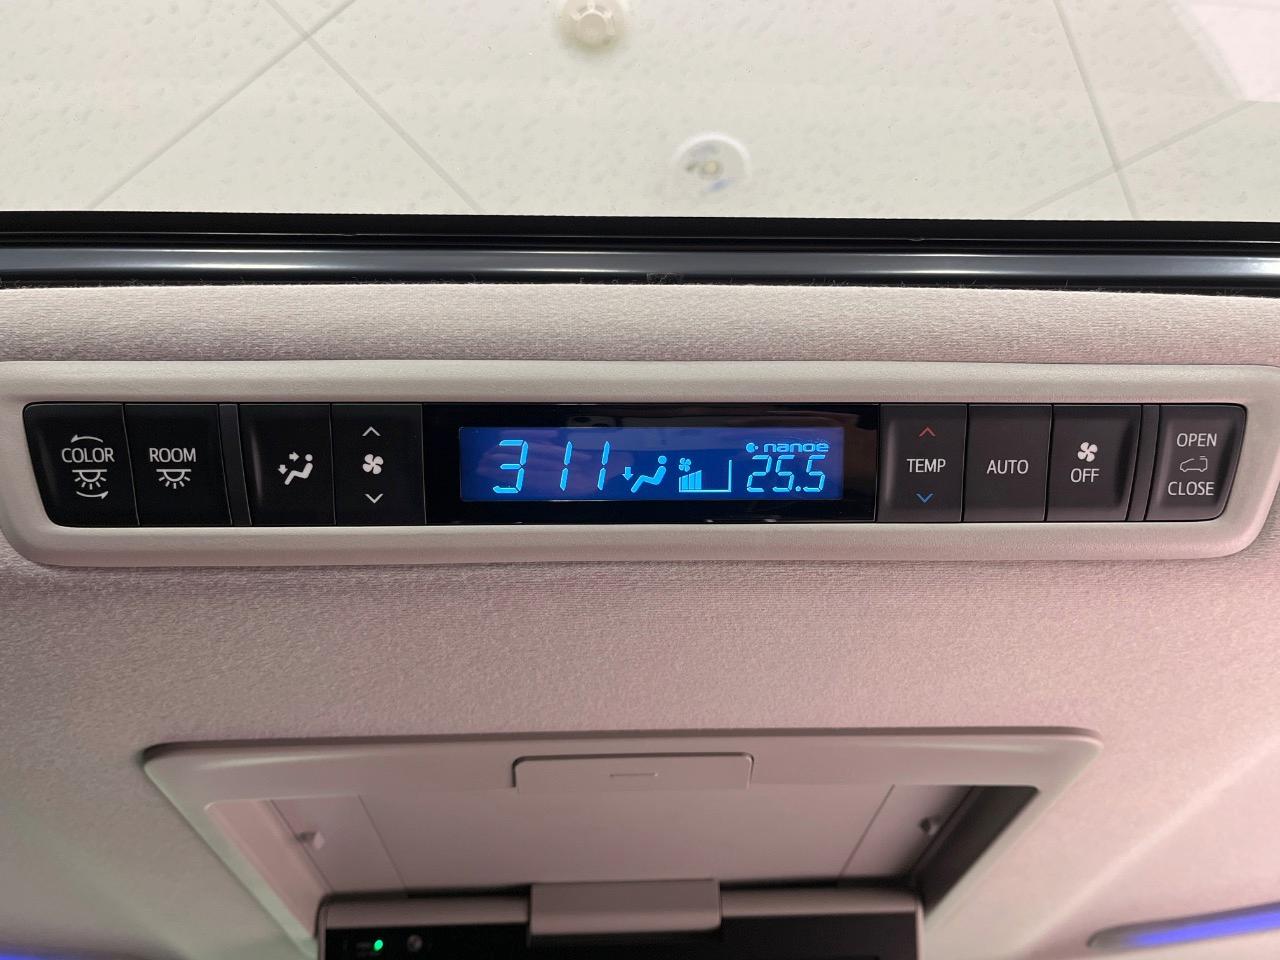 COLOR
ROOM
311
nanoe
25.5
TEMP
AUTO
OFF
OPEN
CLOSE